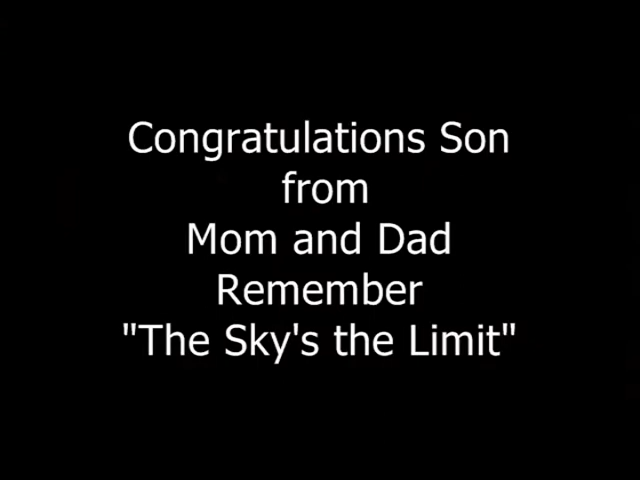 Congratulations Son
from
Mom and Dad
Remember
"The Sky's the Limit"